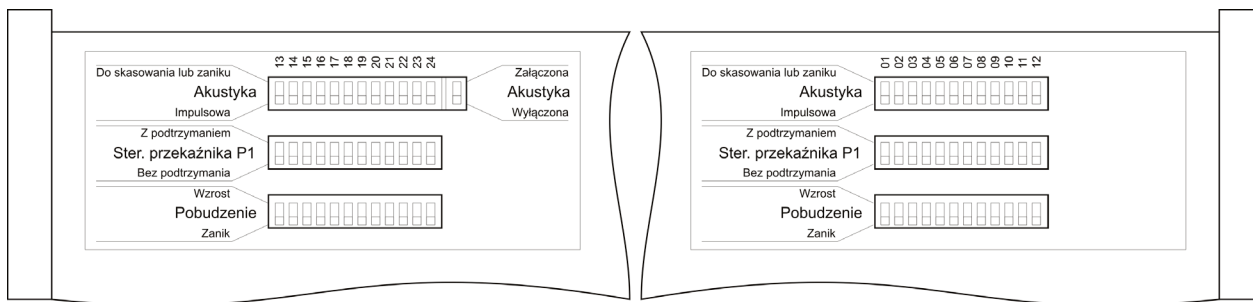 13 14 15 16 17 18 19 20 21 22 23 24
Do skasowania lub zaniku
Akustyka
Impulsowa
Załączona
Akustyka
Wyłączona
Z podtrzymaniem
Ster. przekaźnika P1
Bez podtrzymania
Wzrost
Pobudzenie
Zanik
01 02 03 04 05 06 07 08 09 10 11 12
Do skasowania lub zaniku
Akustyka
Impulsowa
Z podtrzymaniem
Ster. przekaźnika P1
Bez podtrzymania
Wzrost
Pobudzenie
Zanik